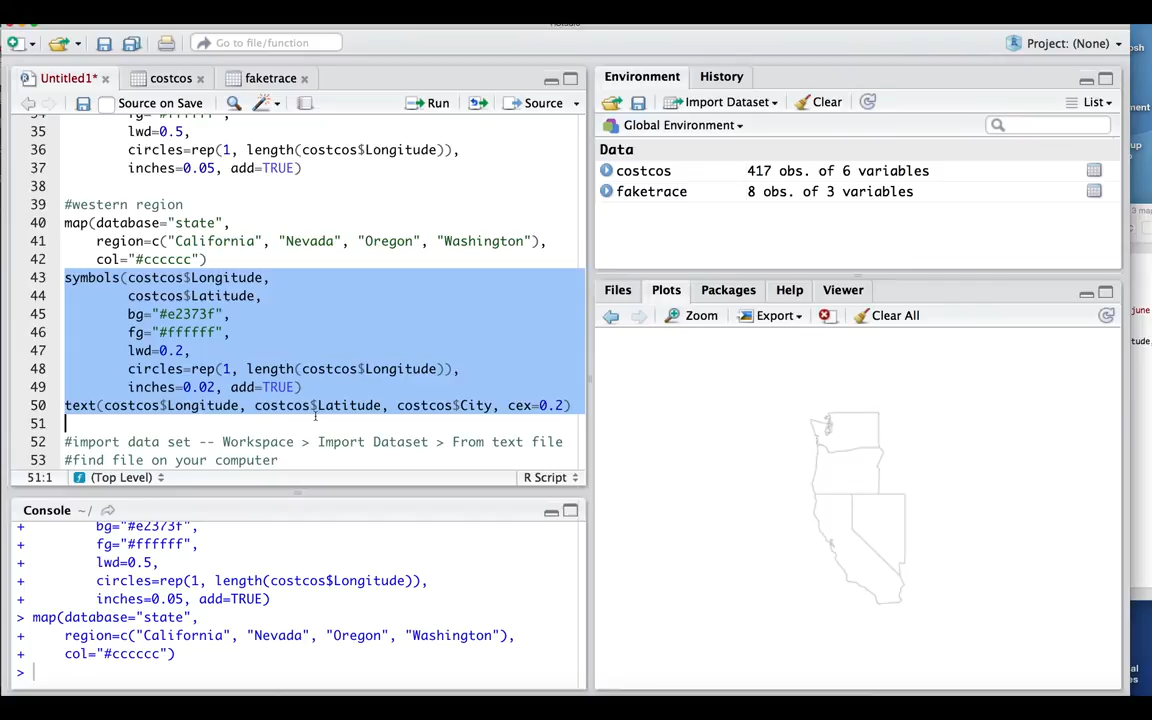 Go to file/function
Project: (None)
Untitled1*
costcos
faketrace
Source on Save
Run
Source
35 lwd=0.5,
36 circles=rep(1, length(costcos$Longitude)),
37 inches=0.05, add=TRUE)
38
39 #western region
40 map(database="state",
41 region=c("California", "Nevada", "Oregon", "Washington"),
42 col="#cccccc")
43 symbols(costcos$Longitude,
44 costcos$Latitude,
45 bg="#e2373f",
46 fg="#ffffff",
47 lwd=0.2,
48 circles=rep(1, length(costcos$Longitude)),
49 inches=0.02, add=TRUE)
50 text(costcos$Longitude, costcos$Latitude, costcos$City, cex=0.2)
51
52 #import data set -- Workspace > Import Dataset > From text file
53 #find file on your computer
51:1 (Top Level) R Script
Console ~/
+ bg="#e2373f",
+ fg="#ffffff",
+ lwd=0.5,
+ circles=rep(1, length(costcos$Longitude)),
+ inches=0.05, add=TRUE)
> map(database="state",
+ region=c("California", "Nevada", "Oregon", "Washington"),
+ col="#cccccc")
>
Environment History
Import Dataset Clear List
Global Environment
Data
costcos 417 obs. of 6 variables
faketrace 8 obs. of 3 variables
Files Plots Packages Help Viewer
Zoom Export Clear All